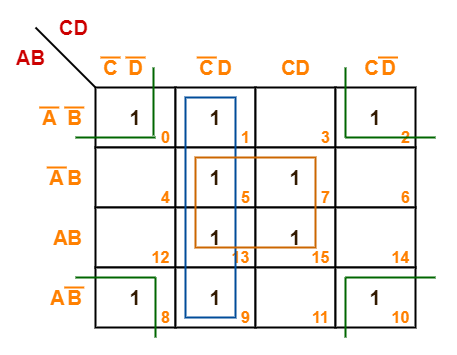 CD
AB
C̅ D̅ C̅ D CD CD̅
A̅ B̅ 1 1 1
0 1 3 2
A̅ B 1 1
4 5 7 6
AB 1 1
12 13 15 14
AB̅ 1 1 1
8 9 11 10